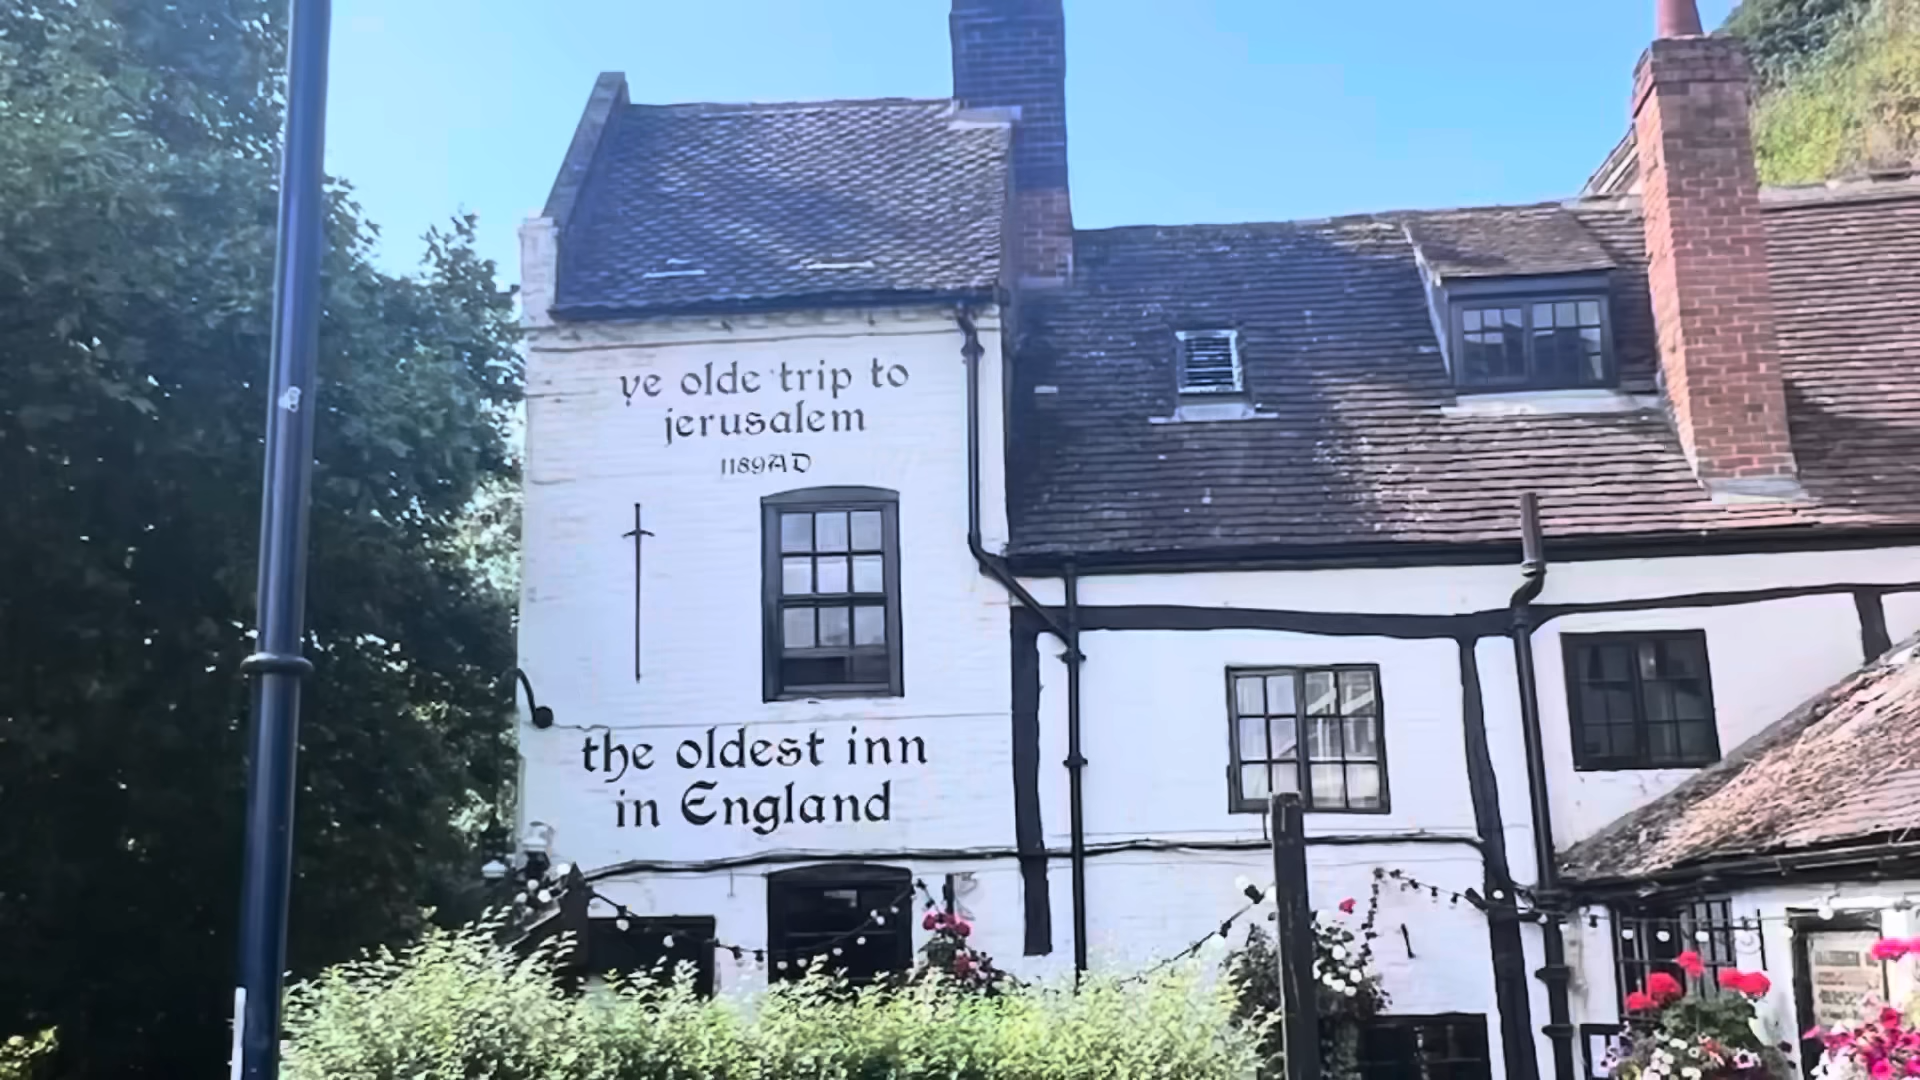 ye olde trip to
jerusalem
1189AD
the oldest inn
in England